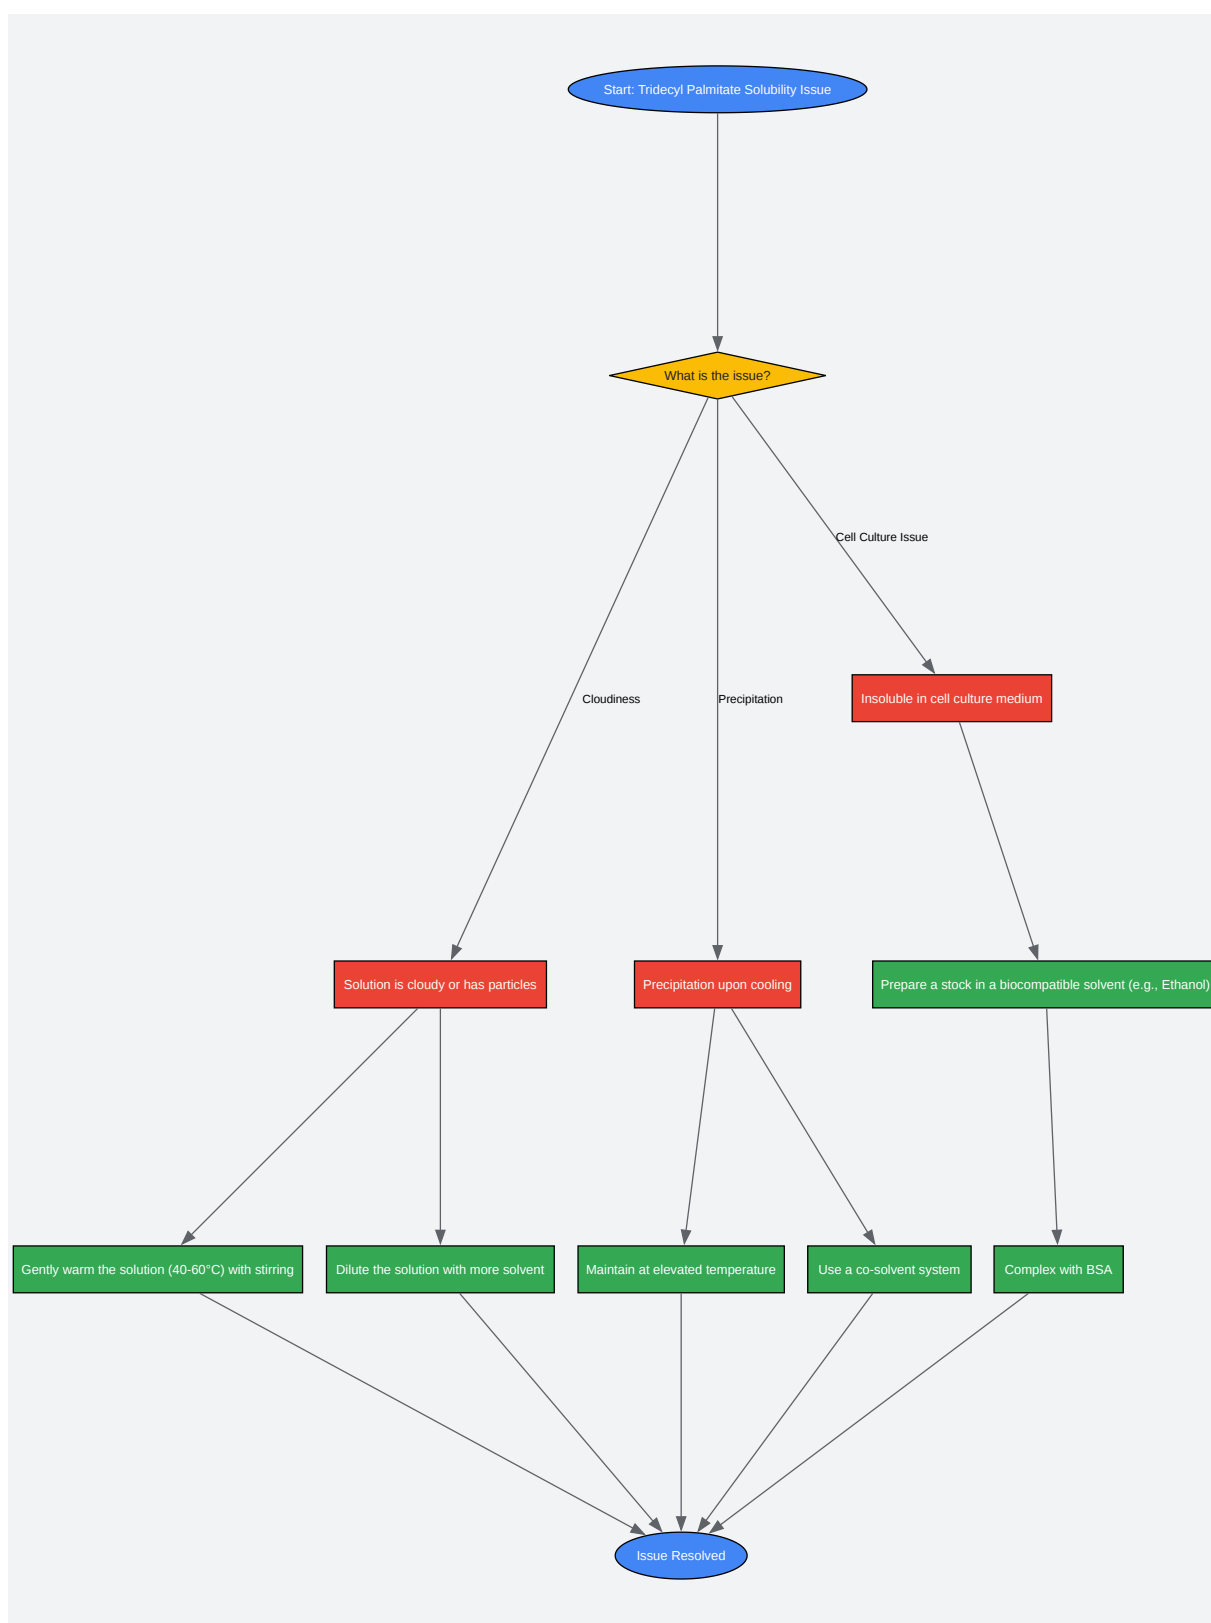 Start: Tridecyl Palmitate Solubility Issue
What is the issue?
Cell Culture Issue
Cloudiness
Precipitation
Insoluble in cell culture medium
Solution is cloudy or has particles
Precipitation upon cooling
Prepare a stock in a biocompatible solvent (e.g., Ethanol)
Gently warm the solution (40-60°C) with stirring
Dilute the solution with more solvent
Maintain at elevated temperature
Use a co-solvent system
Complex with BSA
Issue Resolved